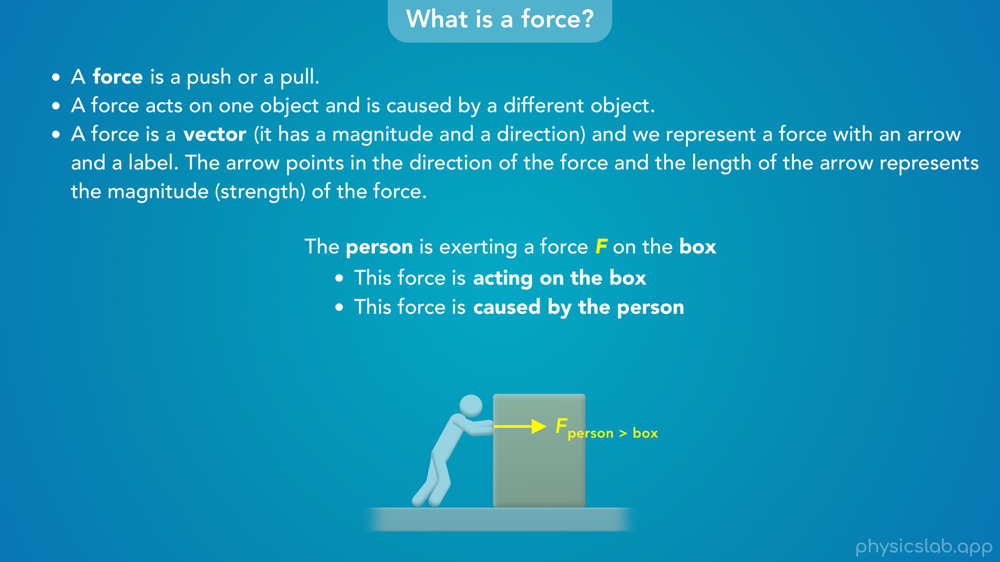 What is a force?
• A force is a push or a pull.
• A force acts on one object and is caused by a different object.
• A force is a vector (it has a magnitude and a direction) and we represent a force with an arrow
and a label. The arrow points in the direction of the force and the length of the arrow represents
the magnitude (strength) of the force.
The person is exerting a force F on the box
• This force is acting on the box
• This force is caused by the person
F person > box
physicslab.app